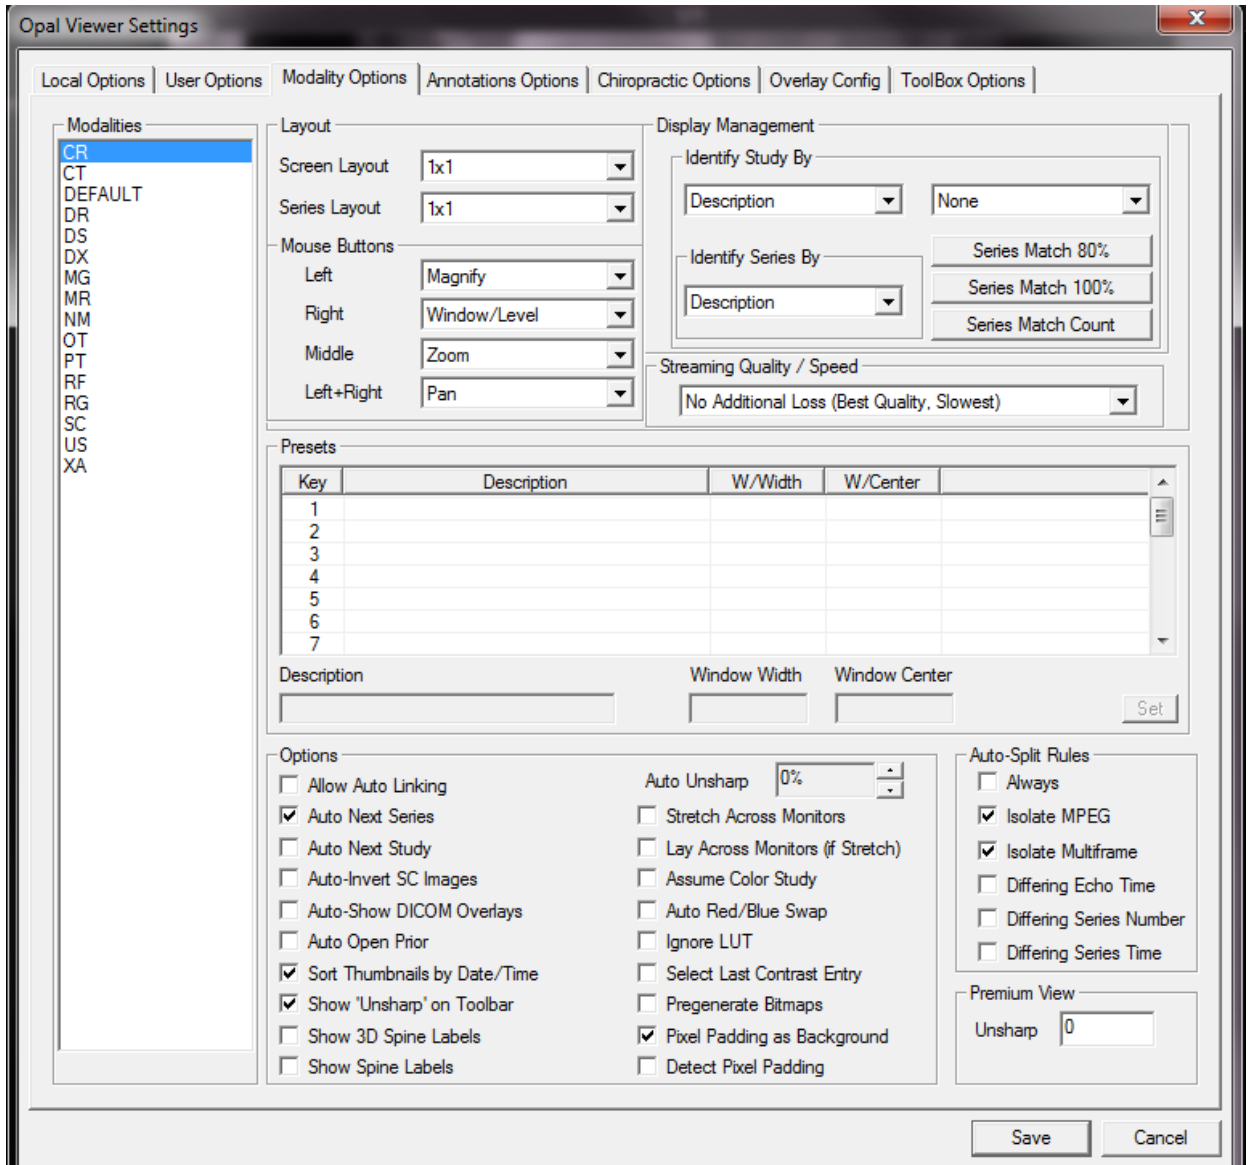 Opal Viewer Settings
x
Local Options User Options Modality Options Annotations Options Chiropractic Options Overlay Config ToolBox Options
Modalities
CR
CT
DEFAULT
DR
DS
DX
MG
MR
NM
OT
PT
RF
RG
SC
US
XA
Layout
Screen Layout 1x1
Series Layout 1x1
Mouse Buttons
Left Magnify
Right Window/Level
Middle Zoom
Left+Right Pan
Display Management
Identify Study By
Description None
Identify Series By
Description
Series Match 80%
Series Match 100%
Series Match Count
Streaming Quality / Speed
No Additional Loss (Best Quality, Slowest)
Presets
Key Description W/Width W/Center
1
2
3
4
5
6
7
Description Window Width Window Center
Set
Options
Allow Auto Linking
Auto Next Series
Auto Next Study
Auto-Invert SC Images
Auto-Show DICOM Overlays
Auto Open Prior
Sort Thumbnails by Date/Time
Show 'Unsharp' on Toolbar
Show 3D Spine Labels
Show Spine Labels
Auto Unsharp 0%
Stretch Across Monitors
Lay Across Monitors (if Stretch)
Assume Color Study
Auto Red/Blue Swap
Ignore LUT
Select Last Contrast Entry
Pregenerate Bitmaps
Pixel Padding as Background
Detect Pixel Padding
Auto-Split Rules
Always
Isolate MPEG
Isolate Multiframe
Differing Echo Time
Differing Series Number
Differing Series Time
Premium View
Unsharp 0
Save Cancel